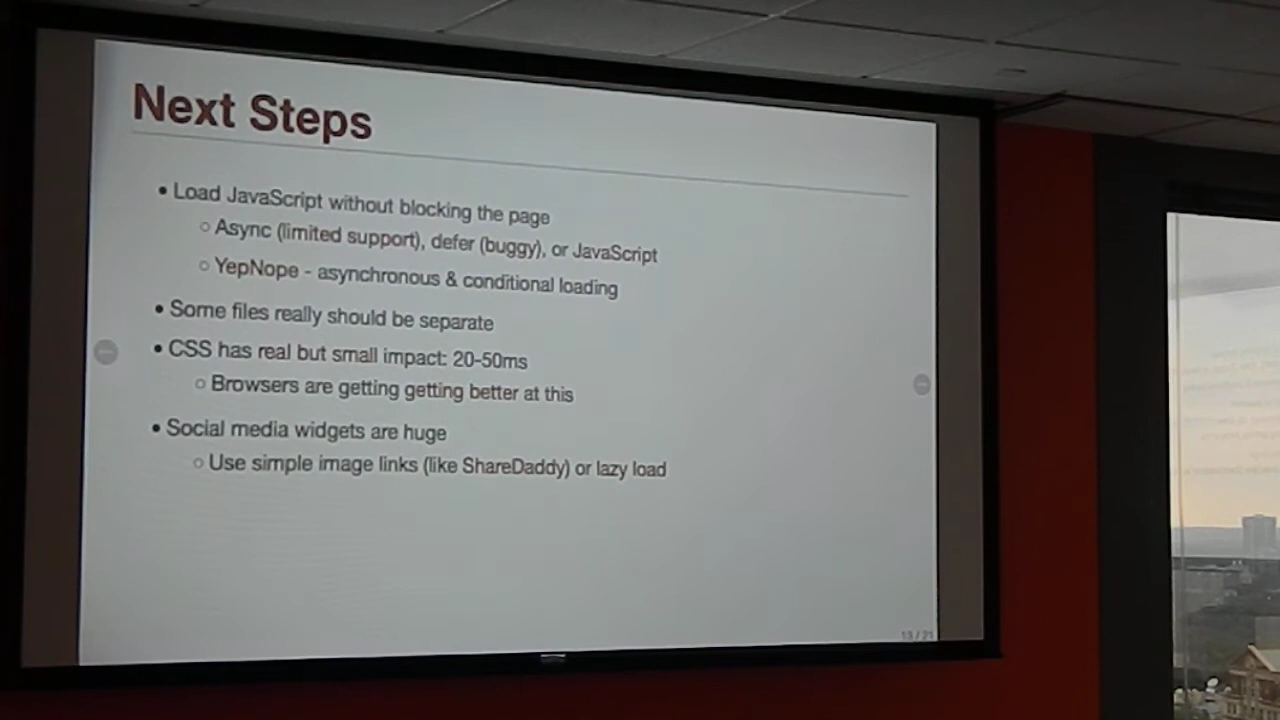 Next Steps
• Load JavaScript without blocking the page
○ Async (limited support), defer (buggy), or JavaScript
○ YepNope - asynchronous & conditional loading
• Some files really should be separate
• CSS has real but small impact: 20-50ms
○ Browsers are getting getting better at this
• Social media widgets are huge
○ Use simple image links (like ShareDaddy) or lazy load
13 / 21